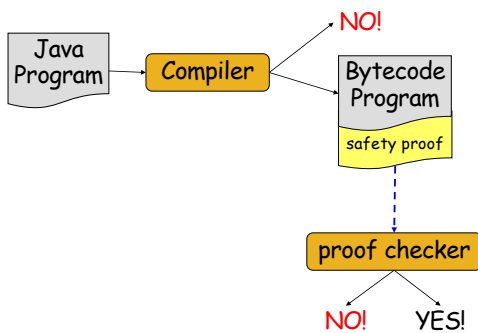 NO!
Java
Program
Compiler
Bytecode
Program
safety proof
proof checker
NO!
YES!